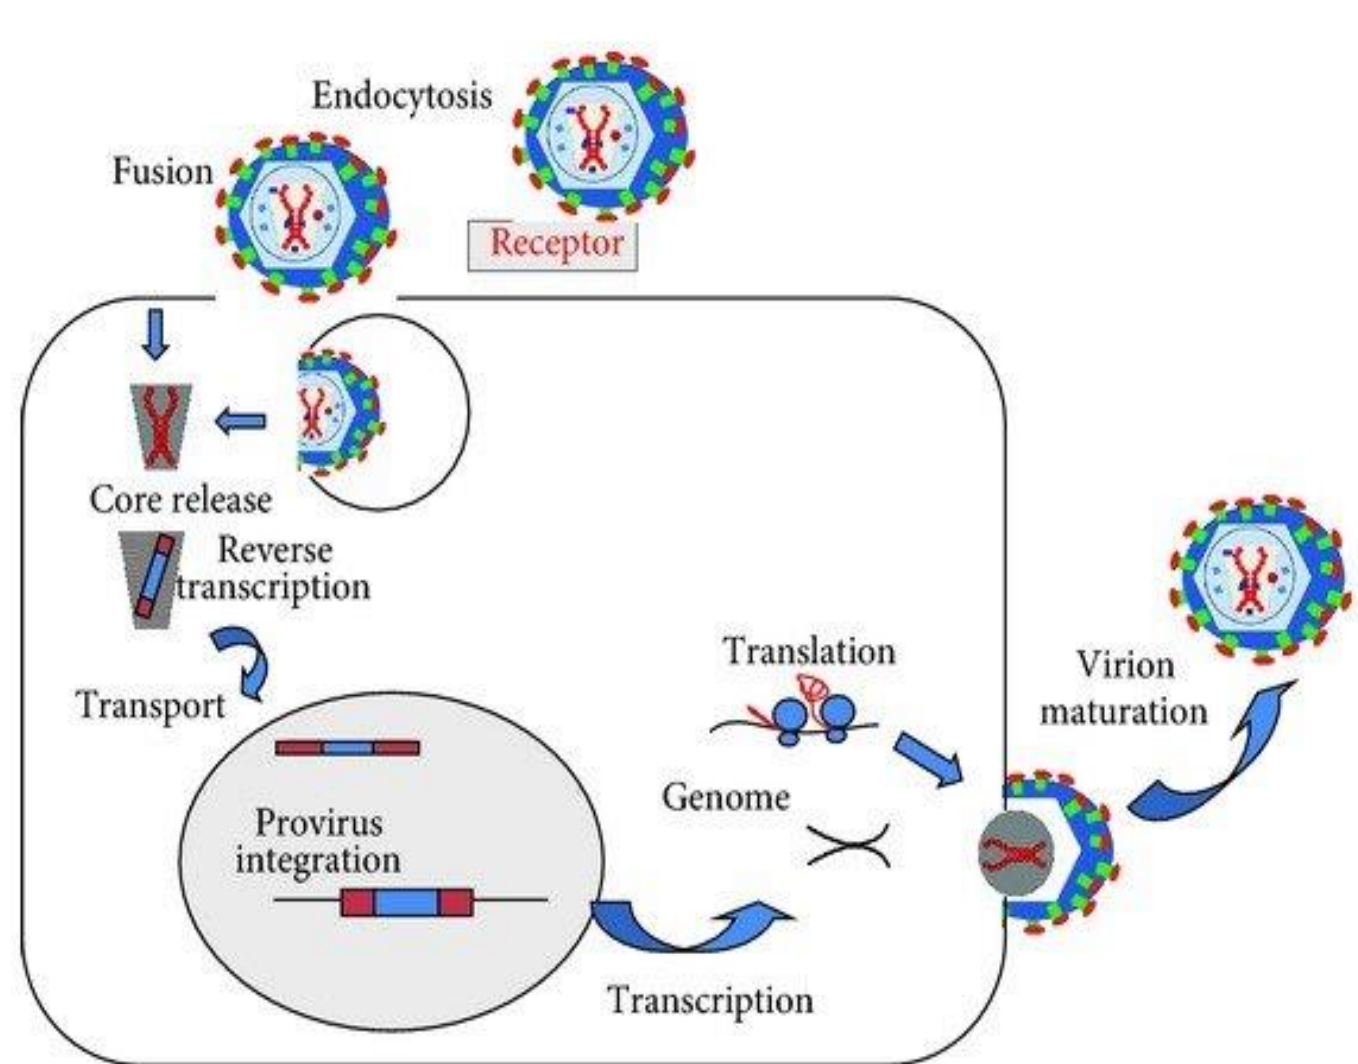 Endocytosis
Fusion
Receptor
Core release
Reverse
transcription
Transport
Translation
Virion
maturation
Genome
Provirus
integration
Transcription